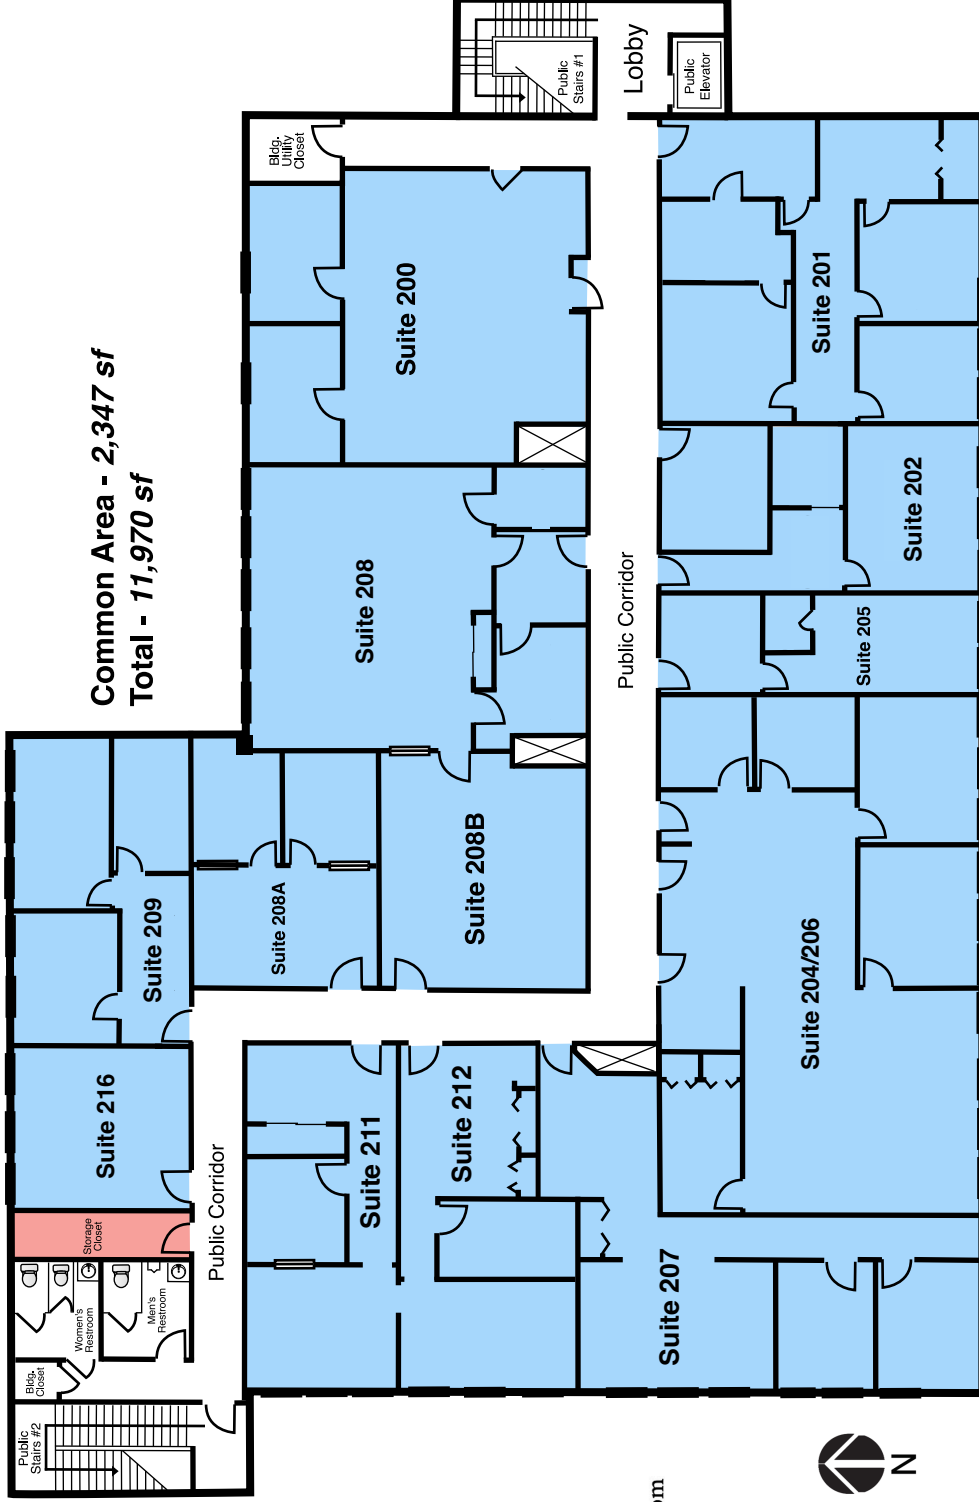 Common Area - 2,347 sf
Total - 11,970 sf
Public
Stairs #1
Lobby
Public
Elevator
Bldg.
Utility
Closet
Suite 200
Suite 201
Suite 202
Suite 208
Public Corridor
Suite 205
Suite 208B
Suite 208A
Suite 209
Suite 204/206
Suite 216
Suite 212
Suite 211
Storage
Closet
Public Corridor
Suite 207
Women's
Restroom
Men's
Restroom
Bldg.
Closet
Public
Stairs #2
N
om